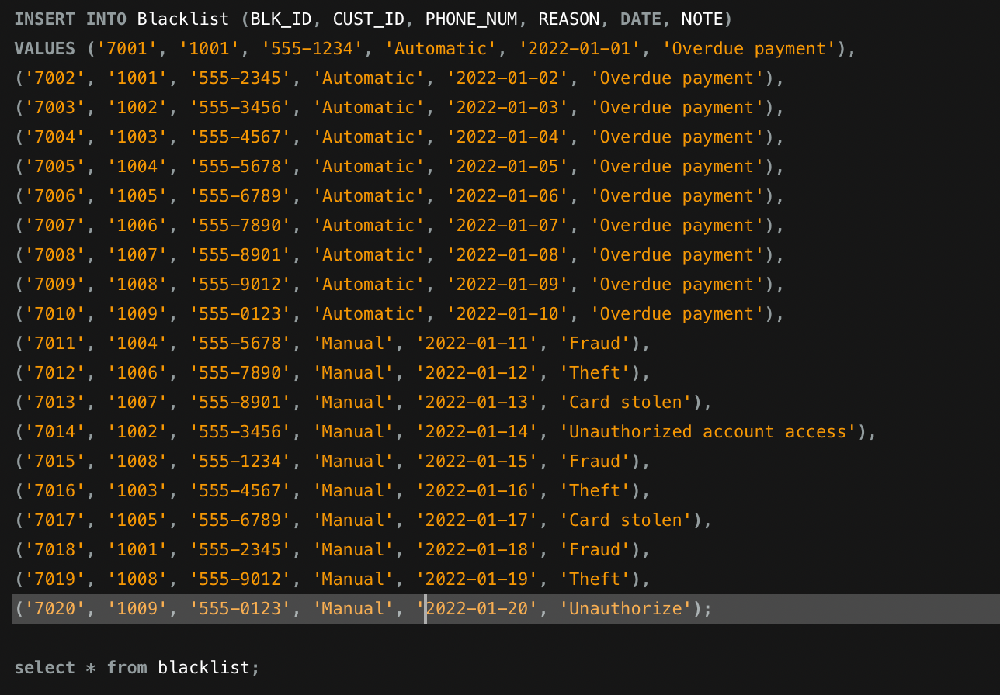 INSERT INTO Blacklist (BLK_ID, CUST_ID, PHONE_NUM, REASON, DATE, NOTE)
VALUES ('7001', '1001', '555-1234', 'Automatic', '2022-01-01', 'Overdue payment'),
('7002', '1001', '555-2345', 'Automatic', '2022-01-02', 'Overdue payment'),
('7003', '1002', '555-3456', 'Automatic', '2022-01-03', 'Overdue payment'),
('7004', '1003', '555-4567', 'Automatic', '2022-01-04', 'Overdue payment'),
('7005', '1004', '555-5678', 'Automatic', '2022-01-05', 'Overdue payment'),
('7006', '1005', '555-6789', 'Automatic', '2022-01-06', 'Overdue payment'),
('7007', '1006', '555-7890', 'Automatic', '2022-01-07', 'Overdue payment'),
('7008', '1007', '555-8901', 'Automatic', '2022-01-08', 'Overdue payment'),
('7009', '1008', '555-9012', 'Automatic', '2022-01-09', 'Overdue payment'),
('7010', '1009', '555-0123', 'Automatic', '2022-01-10', 'Overdue payment'),
('7011', '1004', '555-5678', 'Manual', '2022-01-11', 'Fraud'),
('7012', '1006', '555-7890', 'Manual', '2022-01-12', 'Theft'),
('7013', '1007', '555-8901', 'Manual', '2022-01-13', 'Card stolen'),
('7014', '1002', '555-3456', 'Manual', '2022-01-14', 'Unauthorized account access'),
('7015', '1008', '555-1234', 'Manual', '2022-01-15', 'Fraud'),
('7016', '1003', '555-4567', 'Manual', '2022-01-16', 'Theft'),
('7017', '1005', '555-6789', 'Manual', '2022-01-17', 'Card stolen'),
('7018', '1001', '555-2345', 'Manual', '2022-01-18', 'Fraud'),
('7019', '1008', '555-9012', 'Manual', '2022-01-19', 'Theft'),
('7020', '1009', '555-0123', 'Manual', '2022-01-20', 'Unauthorize');
select * from blacklist;